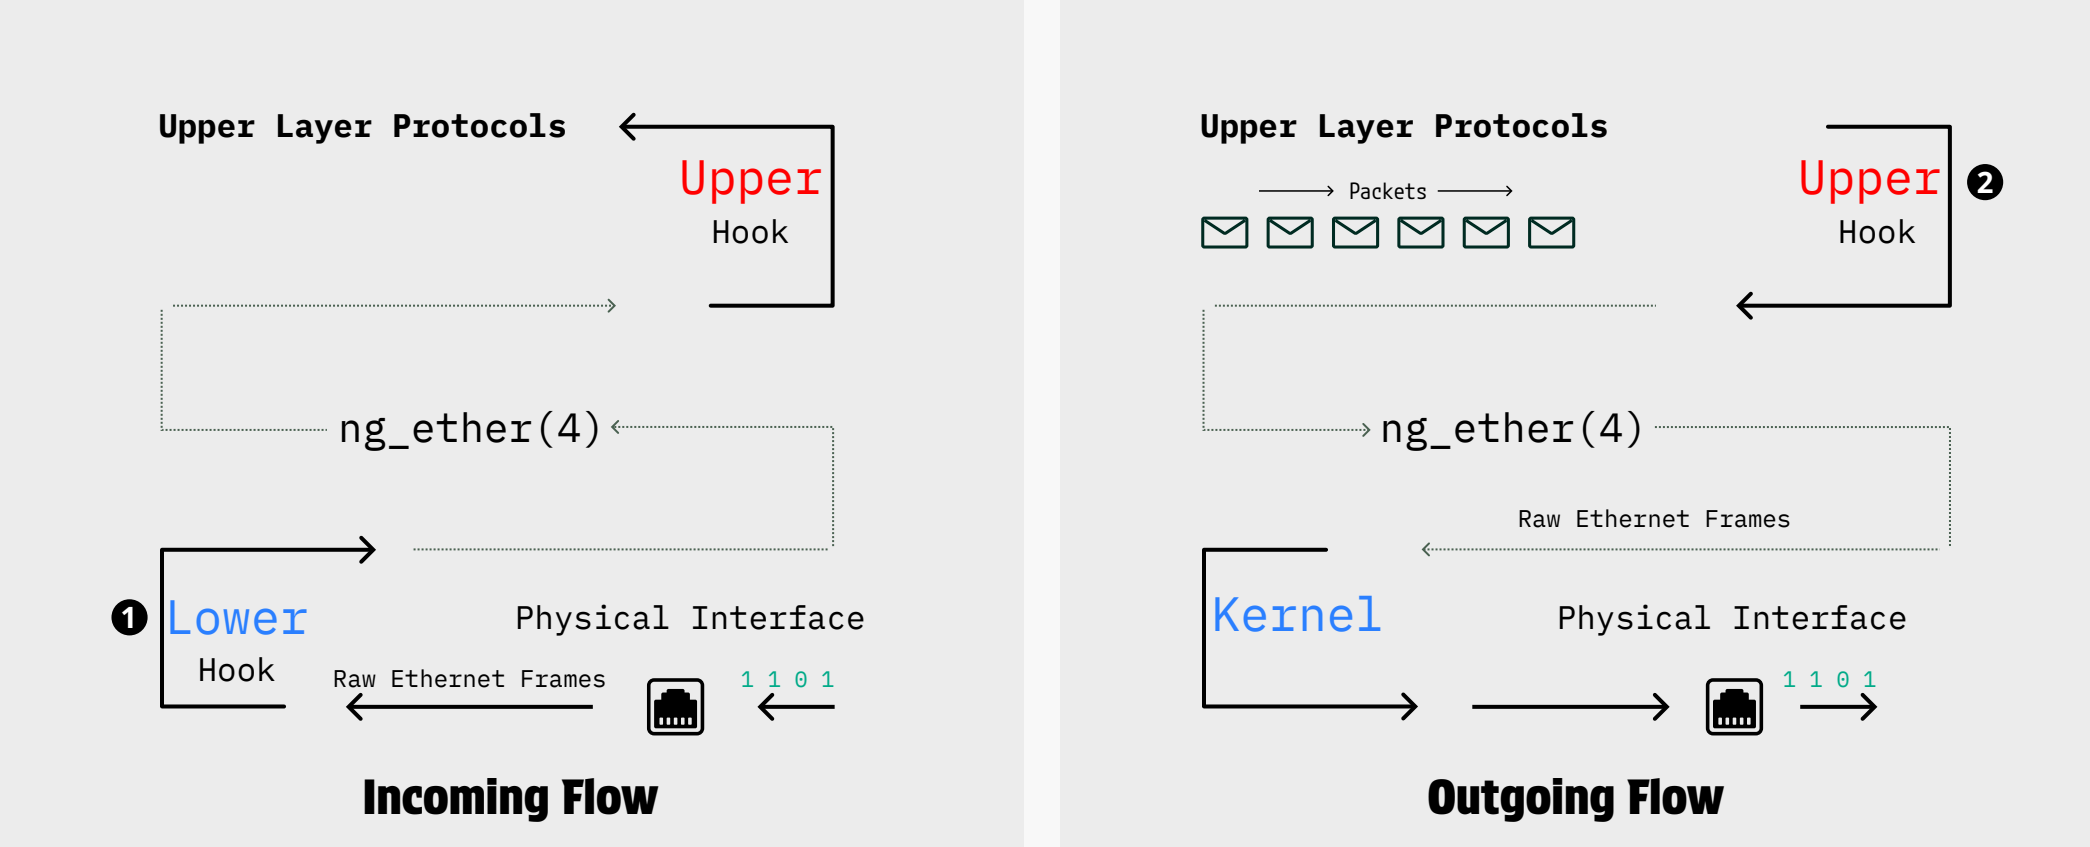 Upper Layer Protocols
Upper
Hook
ng_ether(4)
1
Lower
Hook
Physical Interface
Raw Ethernet Frames
1 1 0 1
Incoming Flow
Upper Layer Protocols
Packets
Upper
Hook
2
ng_ether(4)
Raw Ethernet Frames
Kernel
Physical Interface
1 1 0 1
Outgoing Flow